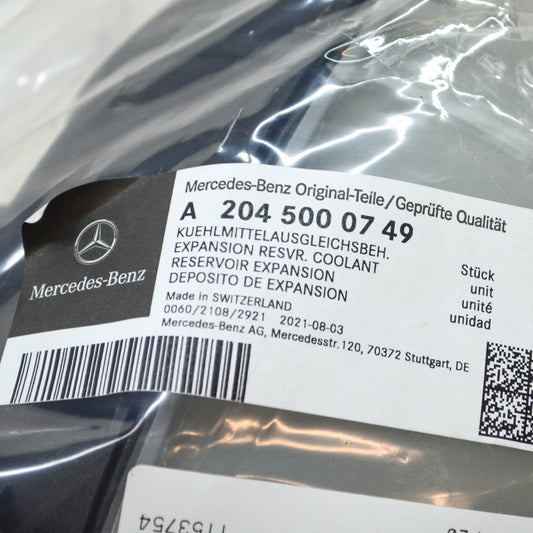 Mercedes-Benz Original-Teile/Geprüfte Qualität
A 204 500 07 49
KUEHLMITTELAUSGLEICHSBEH.
EXPANSION RESVR. COOLANT
RESERVOIR EXPANSION
DEPOSITO DE EXPANSION
Stück
unit
unité
unidad
Mercedes-Benz
Made in SWITZERLAND
0060/2108/2921 2021-08-03
Mercedes-Benz AG, Mercedesstr.120, 70372 Stuttgart, DE